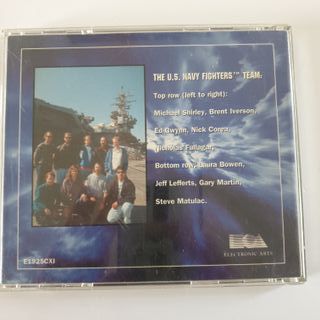 THE U.S. NAVY FIGHTERS™ TEAM:
Top row (left to right):
Michael Shirley, Brent Iverson,
Ed Gwynn, Nick Corea,
Nicholas Fullagar,
Bottom row, Laura Bowen,
Jeff Lefferts, Gary Martin,
Steve Matulac.
E1925CXI
ELECTRONIC ARTS